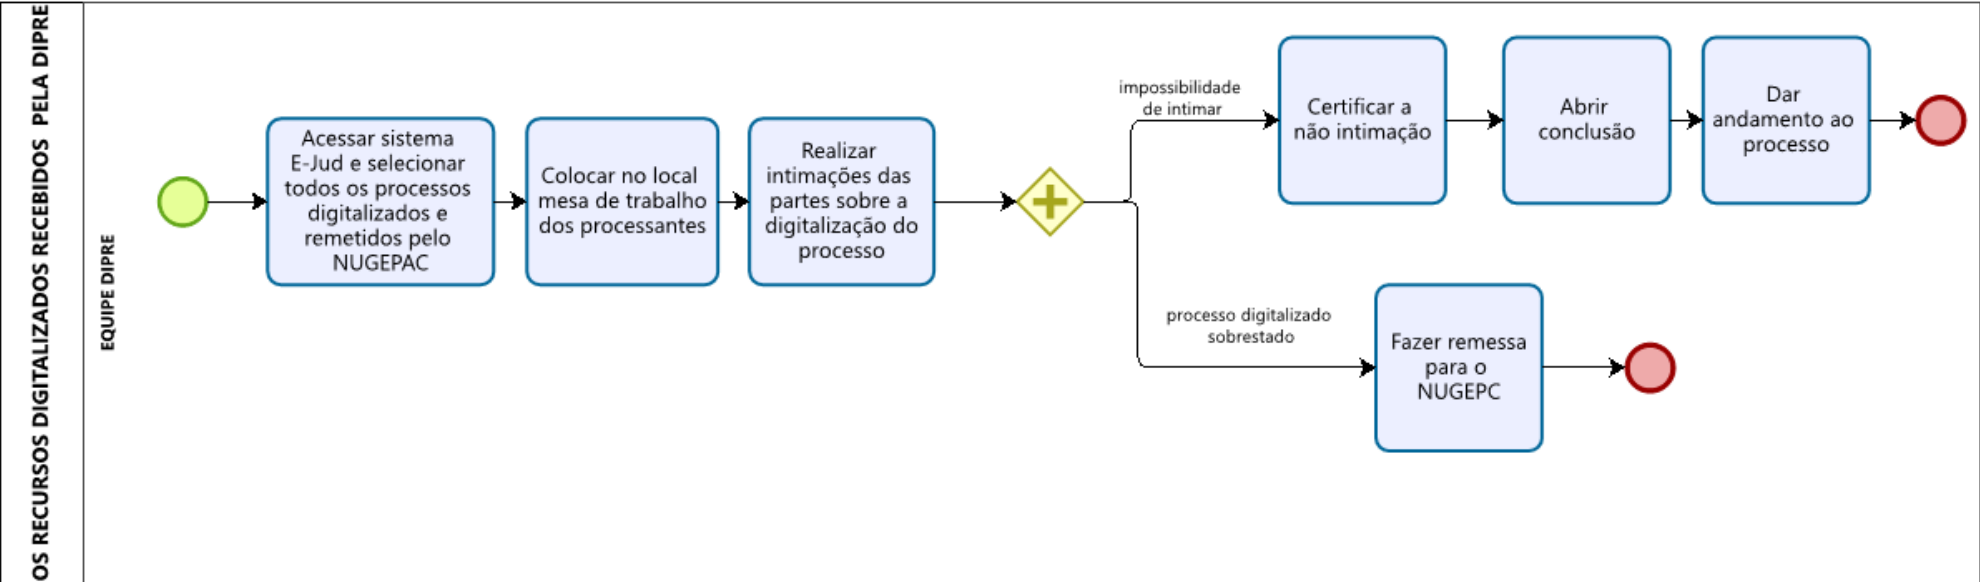 OS RECURSOS DIGITALIZADOS RECEBIDOS PELA DIPRE
EQUIPE DIPRE
Acessar sistema
E-Jud e selecionar
todos os processos
digitalizados e
remetidos pelo
NUGEPAC
Colocar no local
mesa de trabalho
dos processantes
Realizar
intimações das
partes sobre a
digitalização do
processo
impossibilidade
de intimar
Certificar a
não intimação
Abrir
conclusão
Dar
andamento ao
processo
processo digitalizado
sobrestado
Fazer remessa
para o
NUGEPC